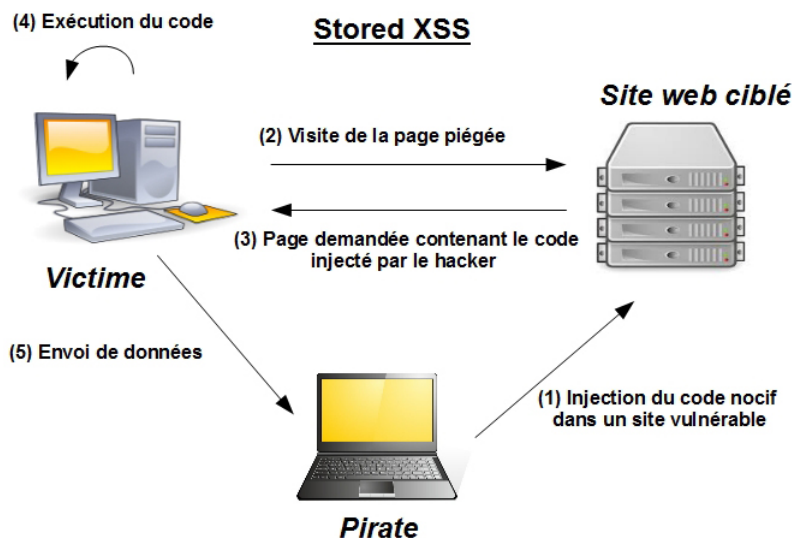 (4) Exécution du code
Stored XSS
Site web ciblé
(2) Visite de la page piégée
(3) Page demandée contenant le code
injecté par le hacker
Victime
(5) Envoi de données
(1) Injection du code nocif
dans un site vulnérable
Pirate